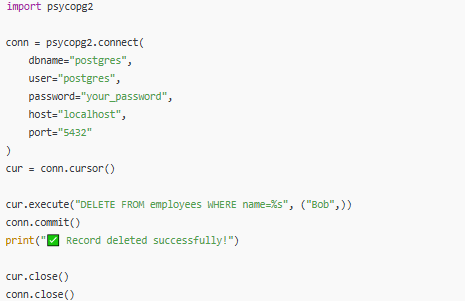 import psycopg2

conn = psycopg2.connect(
    dbname="postgres",
    user="postgres",
    password="your_password",
    host="localhost",
    port="5432"
)
cur = conn.cursor()

cur.execute("DELETE FROM employees WHERE name=%s", ("Bob",))
conn.commit()
print("✅ Record deleted successfully!")

cur.close()
conn.close()